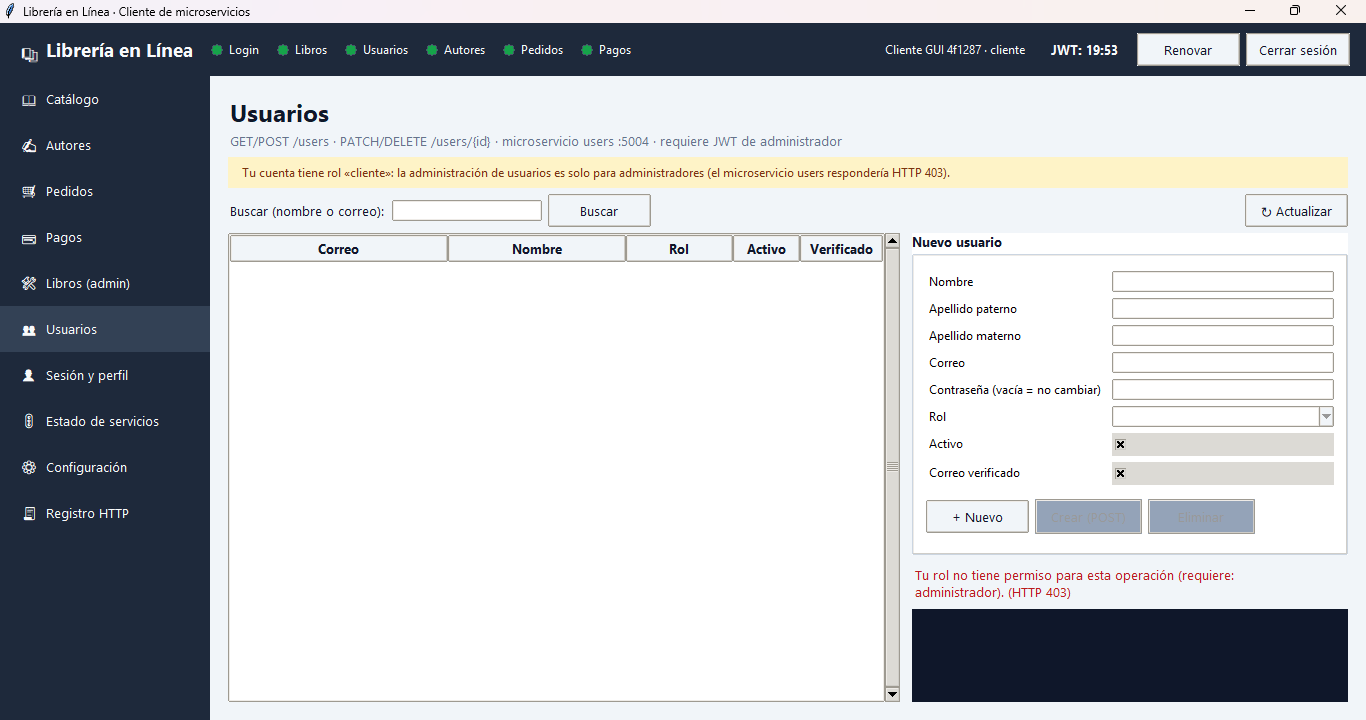 Librería en Línea · Cliente de microservicios
Librería en Línea
Login
Libros
Usuarios
Autores
Pedidos
Pagos
Cliente GUI 4f1287 · cliente
JWT: 19:53
Renovar
Cerrar sesión
Catálogo
Autores
Pedidos
Pagos
Libros (admin)
Usuarios
Sesión y perfil
Estado de servicios
Configuración
Registro HTTP
Usuarios
GET/POST /users · PATCH/DELETE /users/{id} · microservicio users :5004 · requiere JWT de administrador
Tu cuenta tiene rol «cliente»: la administración de usuarios es solo para administradores (el microservicio users respondería HTTP 403).
Buscar (nombre o correo):
Buscar
↻ Actualizar
Correo
Nombre
Rol
Activo
Verificado
Nuevo usuario
Nombre
Apellido paterno
Apellido materno
Correo
Contraseña (vacía = no cambiar)
Rol
Activo
Correo verificado
+ Nuevo
Crear (POST)
Eliminar
Tu rol no tiene permiso para esta operación (requiere:
administrador). (HTTP 403)